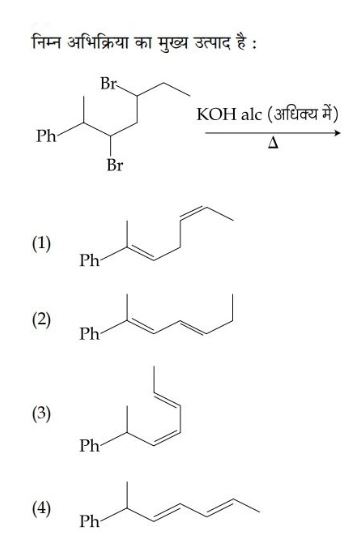 निम्न अभिक्रिया का मुख्य उत्पाद है :
Br
Ph
Br
KOH alc (अधिक्य में)
Δ
(1)
Ph
(2)
Ph
(3)
Ph
(4)
Ph